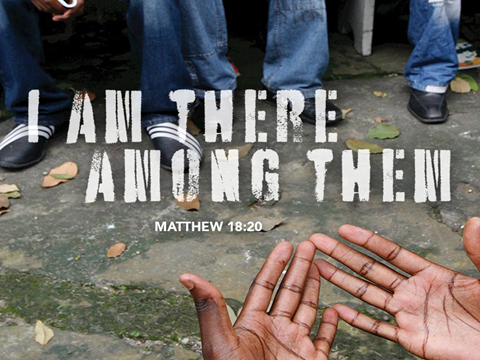 I AM THERE
AMONG THEM
MATTHEW 18:20